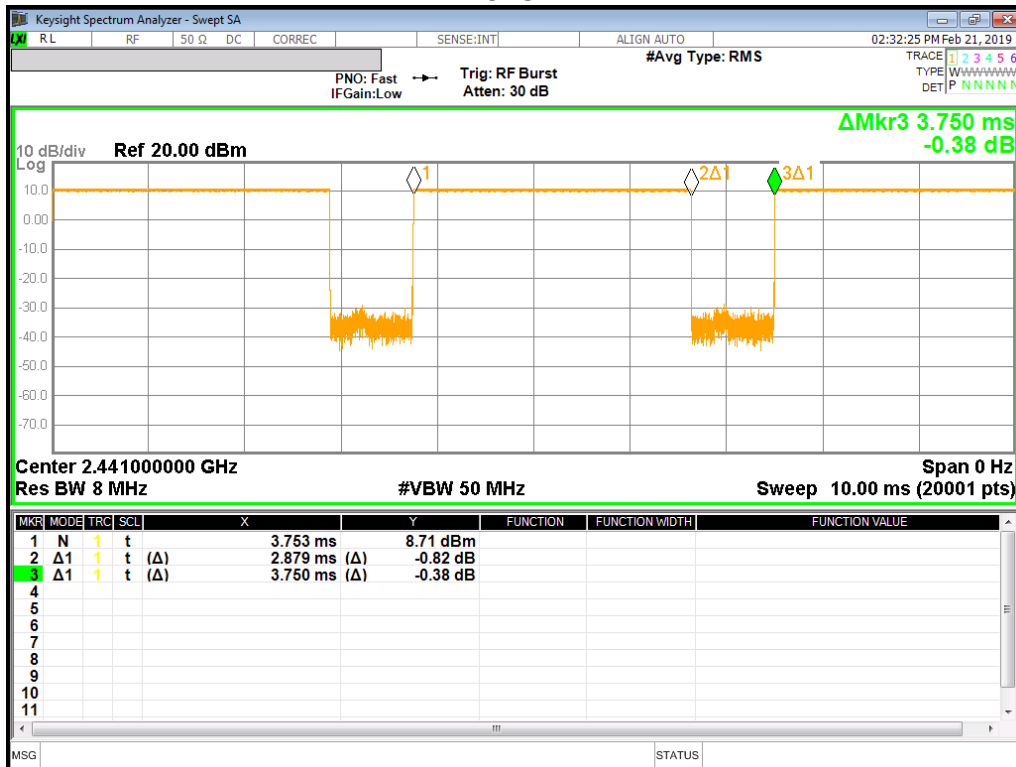 Keysight Spectrum Analyzer - Swept SA
LXI RL RF 50 Ω DC CORREC SENSE:INT ALIGN AUTO 02:32:25 PM Feb 21, 2019
#Avg Type: RMS TRACE 1 2 3 4 5 6
PNO: Fast Trig: RF Burst TYPE WWWWWWW
IFGain:Low Atten: 30 dB DET P N N N N N
ΔMkr3 3.750 ms
10 dB/div Ref 20.00 dBm -0.38 dB
Log
1 2Δ1 3Δ1
10.0
0.00
-10.0
-20.0
-30.0
-40.0
-50.0
-60.0
-70.0
Center 2.441000000 GHz Span 0 Hz
Res BW 8 MHz #VBW 50 MHz Sweep 10.00 ms (20001 pts)
MKR MODE TRC SCL X Y FUNCTION FUNCTION WIDTH FUNCTION VALUE
1 N 1 t 3.753 ms 8.71 dBm
2 Δ1 1 t (Δ) 2.879 ms (Δ) -0.82 dB
3 Δ1 1 t (Δ) 3.750 ms (Δ) -0.38 dB
4
5
6
7
8
9
10
11
MSG STATUS